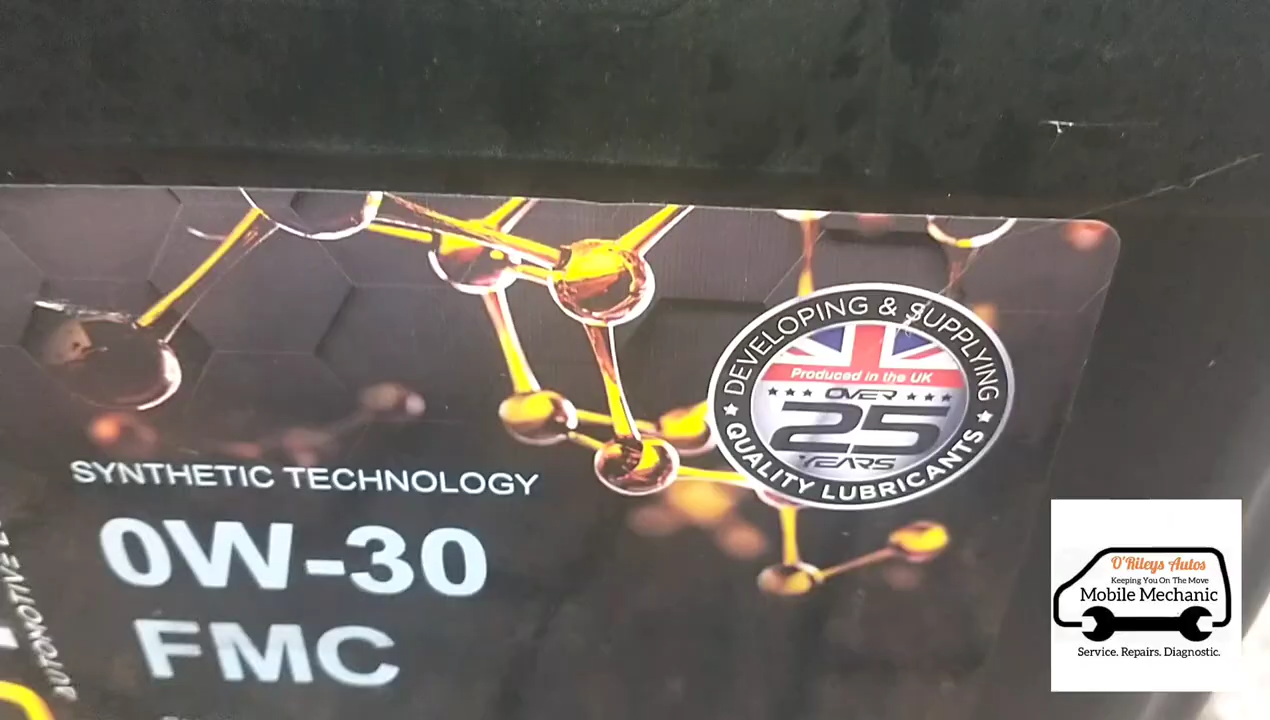 DEVELOPING & SUPPLYING
Produced in the UK
OVER
25
YEARS
QUALITY LUBRICANTS
SYNTHETIC TECHNOLOGY
0W-30
FMC
AUTOMOTIVE
O'Rileys Autos
Keeping You On The Move
Mobile Mechanic
Service. Repairs. Diagnostic.